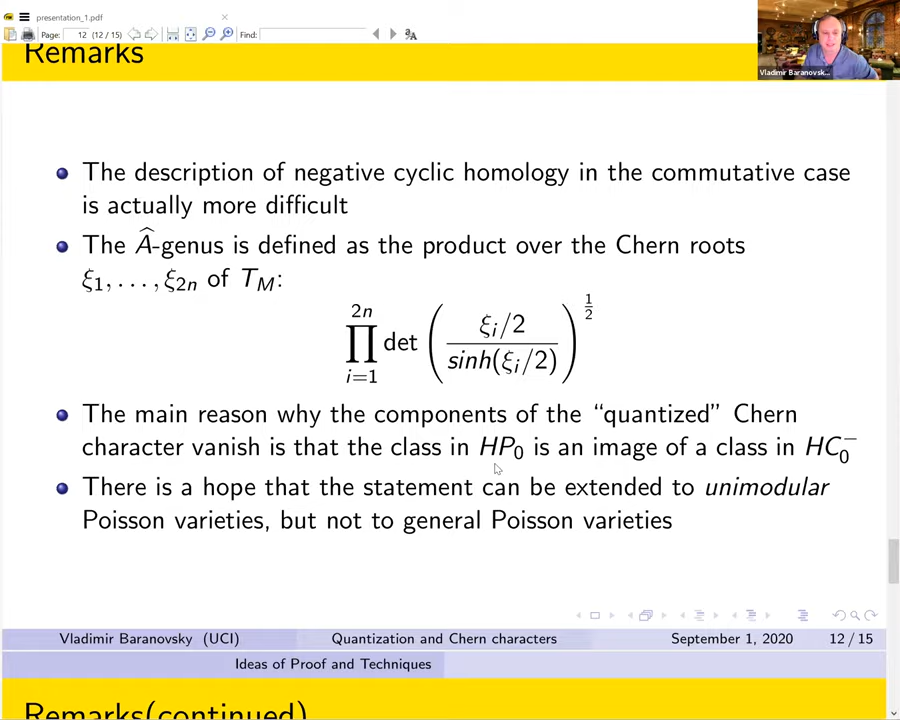 presentation_1.pdf
Page: 12 (12 / 15) Find:
Remarks
Vladimir Baranovsk...
The description of negative cyclic homology in the commutative case
is actually more difficult
The Â-genus is defined as the product over the Chern roots
ξ₁, . . . , ξ₂ₙ of T_M:
∏_{i=1}^{2n} det ( (ξᵢ/2) / (sinh(ξᵢ/2)) )^{1/2}
The main reason why the components of the “quantized” Chern
character vanish is that the class in HP₀ is an image of a class in HC₀⁻
There is a hope that the statement can be extended to unimodular
Poisson varieties, but not to general Poisson varieties
Vladimir Baranovsky (UCI) Quantization and Chern characters September 1, 2020 12 / 15
Ideas of Proof and Techniques
Remarks(continued)